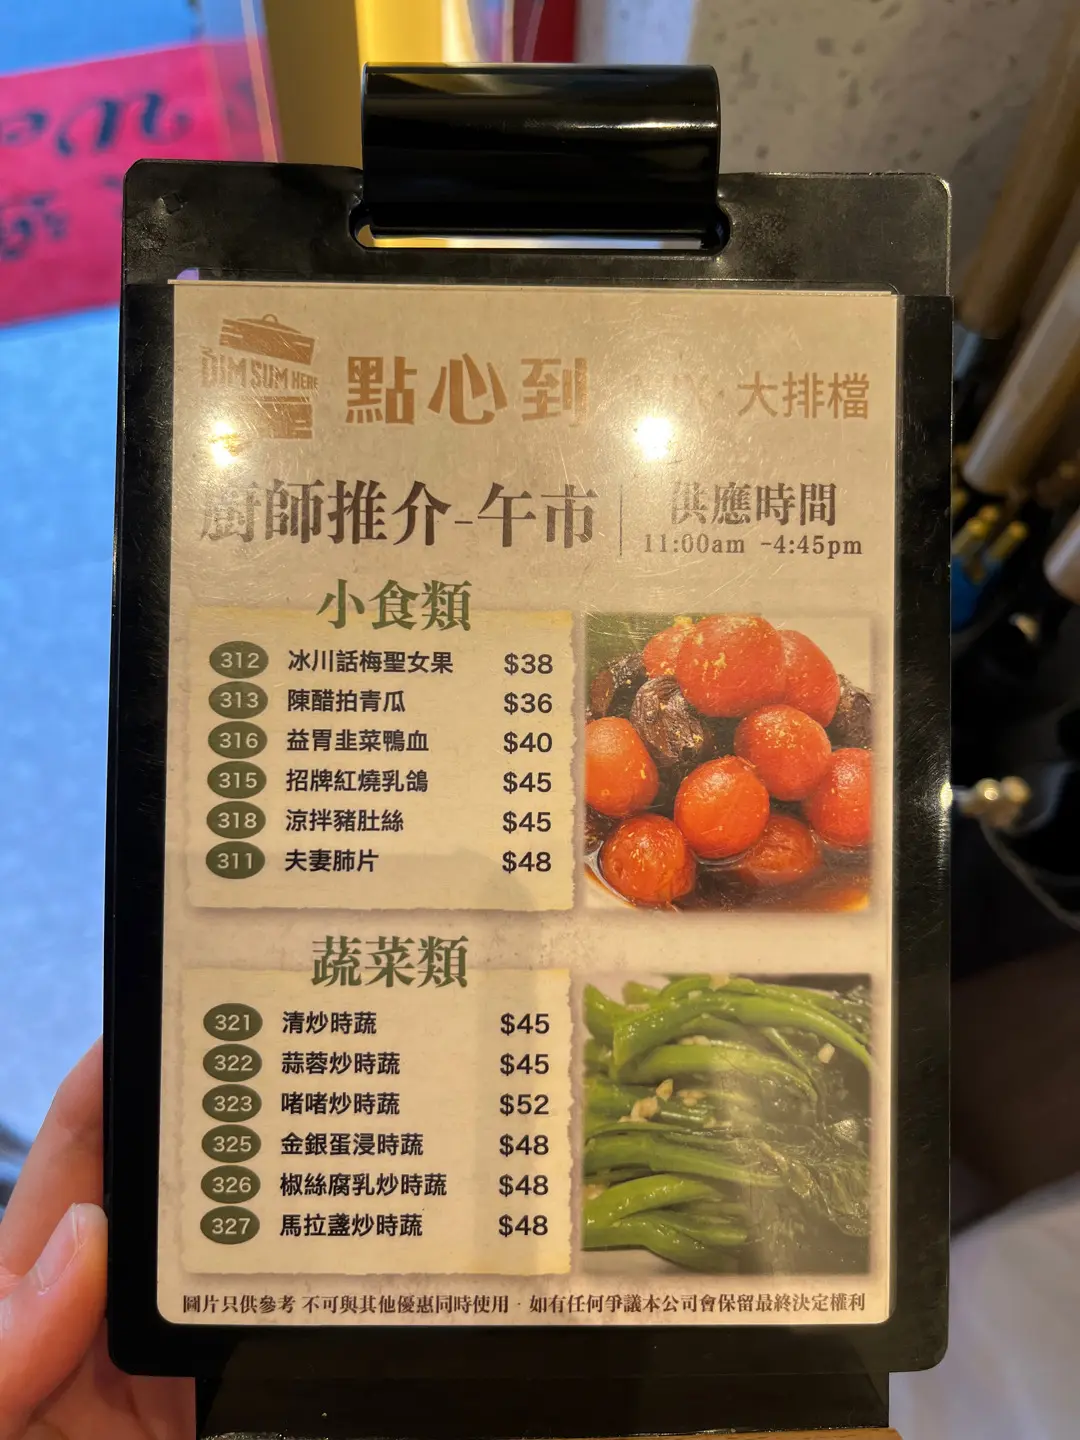 We
DIM SUM HERE
點心到
大排檔
廚師推介-午市
供應時間
11:00am -4:45pm
小食類
312 冰川話梅聖女果 $38
313 陳醋拍青瓜 $36
316 益胃韭菜鴨血 $40
315 招牌紅燒乳鴿 $45
318 涼拌豬肚絲 $45
311 夫妻肺片 $48
蔬菜類
321 清炒時蔬 $45
322 蒜蓉炒時蔬 $45
323 啫啫炒時蔬 $52
325 金銀蛋浸時蔬 $48
326 椒絲腐乳炒時蔬 $48
327 馬拉盞炒時蔬 $48
圖片只供參考 不可與其他優惠同時使用 · 如有任何爭議本公司會保留最終決定權利